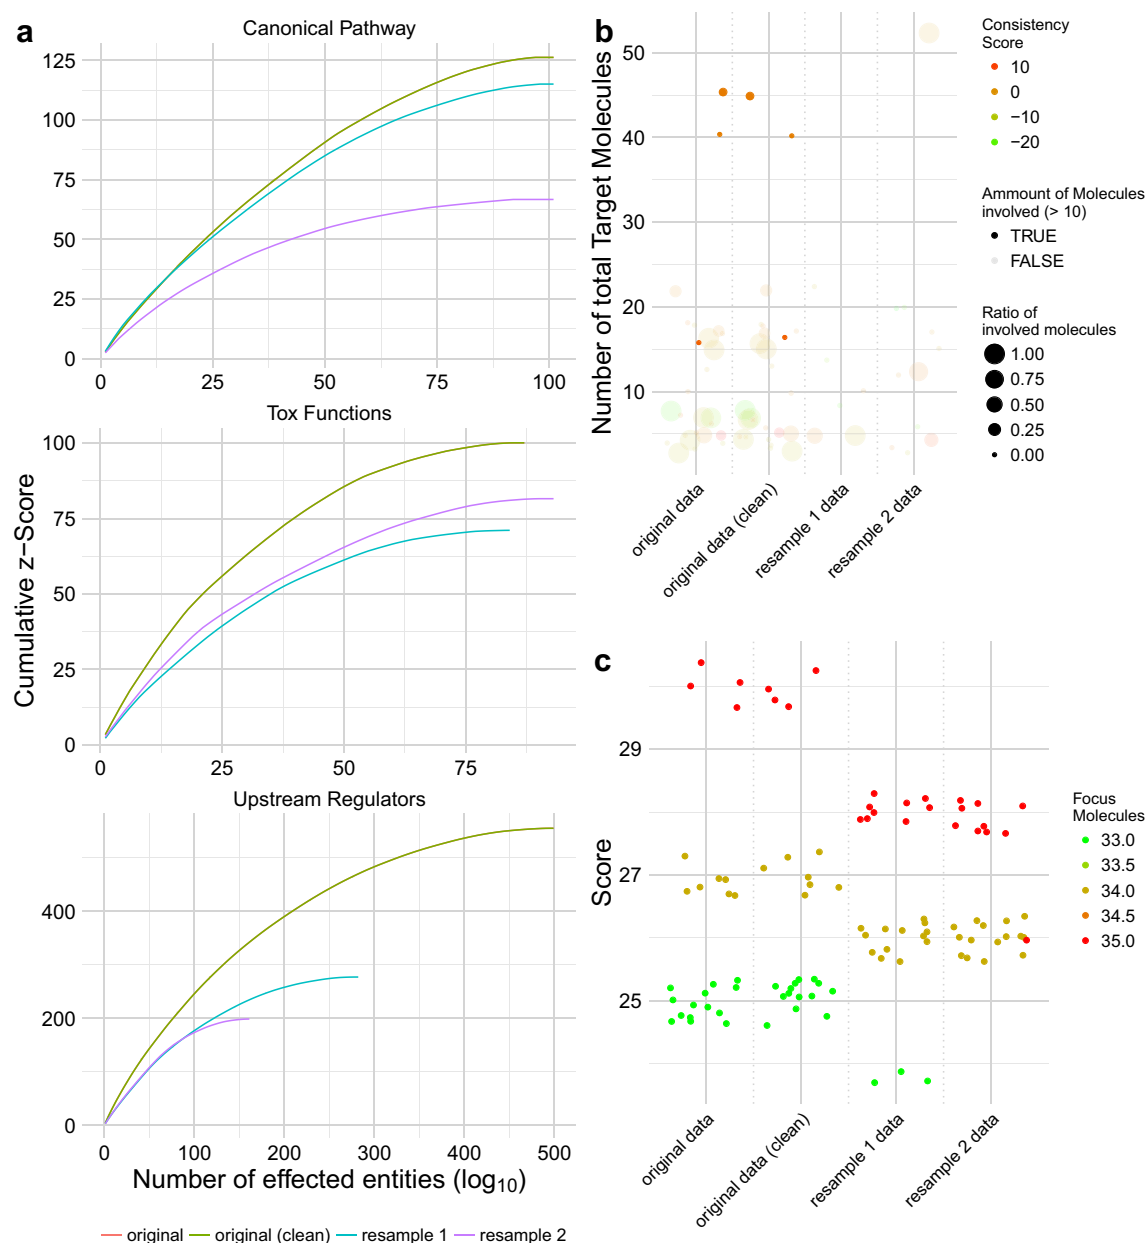 a
Canonical Pathway
125
100
75
50
25
0
0
25
50
75
100
Tox Functions
100
75
50
25
0
0
25
50
75
Upstream Regulators
400
200
0
0
100
200
300
400
500
Cumulative z−Score
Number of effected entities (log10)
original
original (clean)
resample 1
resample 2
b
Number of total Target Molecules
50
40
30
20
10
original data
original data (clean)
resample 1 data
resample 2 data
Consistency
Score
10
0
−10
−20
Ammount of Molecules
involved (> 10)
TRUE
FALSE
Ratio of
involved molecules
1.00
0.75
0.50
0.25
0.00
c
Score
29
27
25
original data
original data (clean)
resample 1 data
resample 2 data
Focus
Molecules
33.0
33.5
34.0
34.5
35.0